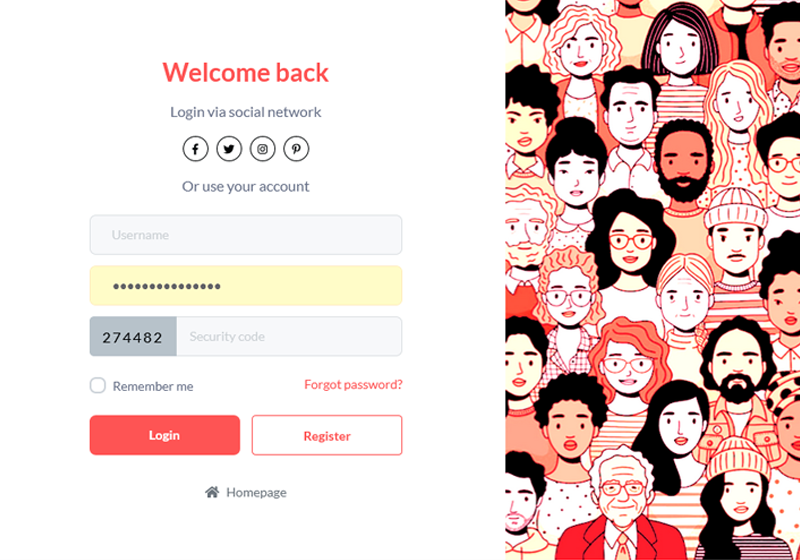 Welcome back
Login via social network
Or use your account
Username
•••••••••••••••
274482 Security code
Remember me Forgot password?
Login Register
Homepage